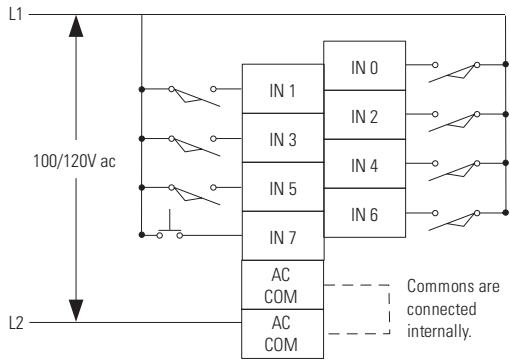 L1
IN 0
IN 1
IN 2
IN 3
100/120V ac
IN 4
IN 5
IN 6
IN 7
AC
COM
Commons are
connected
internally.
L2
AC
COM